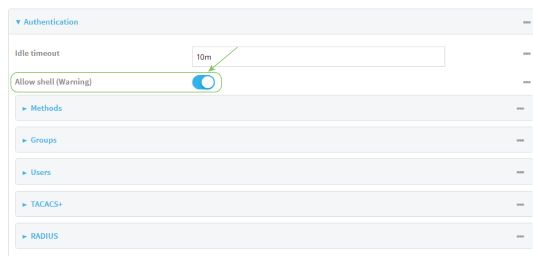 Authentication
Idle timeout
10m
Allow shell (Warning)
Methods
Groups
Users
TACACS+
RADIUS